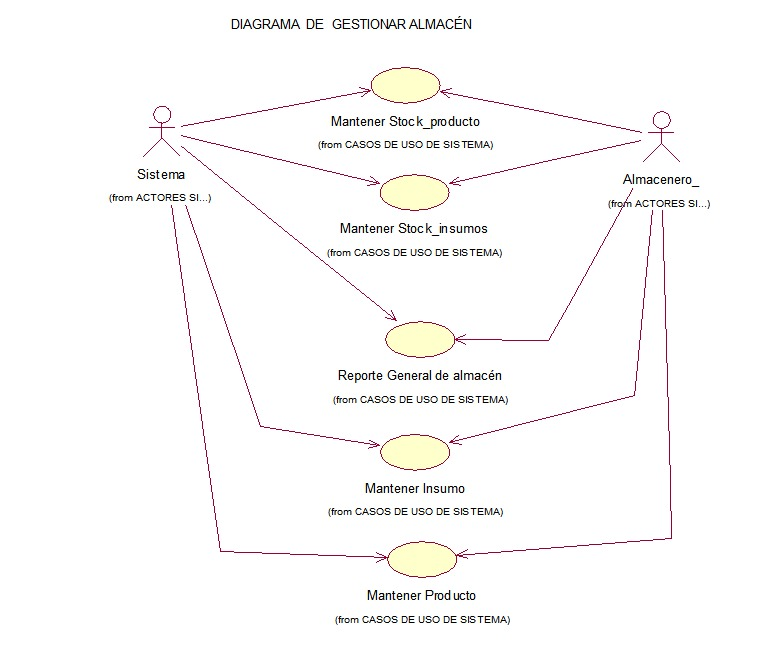 DIAGRAMA DE GESTIONAR ALMACÉN
Mantener Stock_producto
(from CASOS DE USO DE SISTEMA)
Sistema
(from ACTORES SI...)
Almacenero_
(from ACTORES SI...)
Mantener Stock_insumos
(from CASOS DE USO DE SISTEMA)
Reporte General de almacén
(from CASOS DE USO DE SISTEMA)
Mantener Insumo
(from CASOS DE USO DE SISTEMA)
Mantener Producto
(from CASOS DE USO DE SISTEMA)